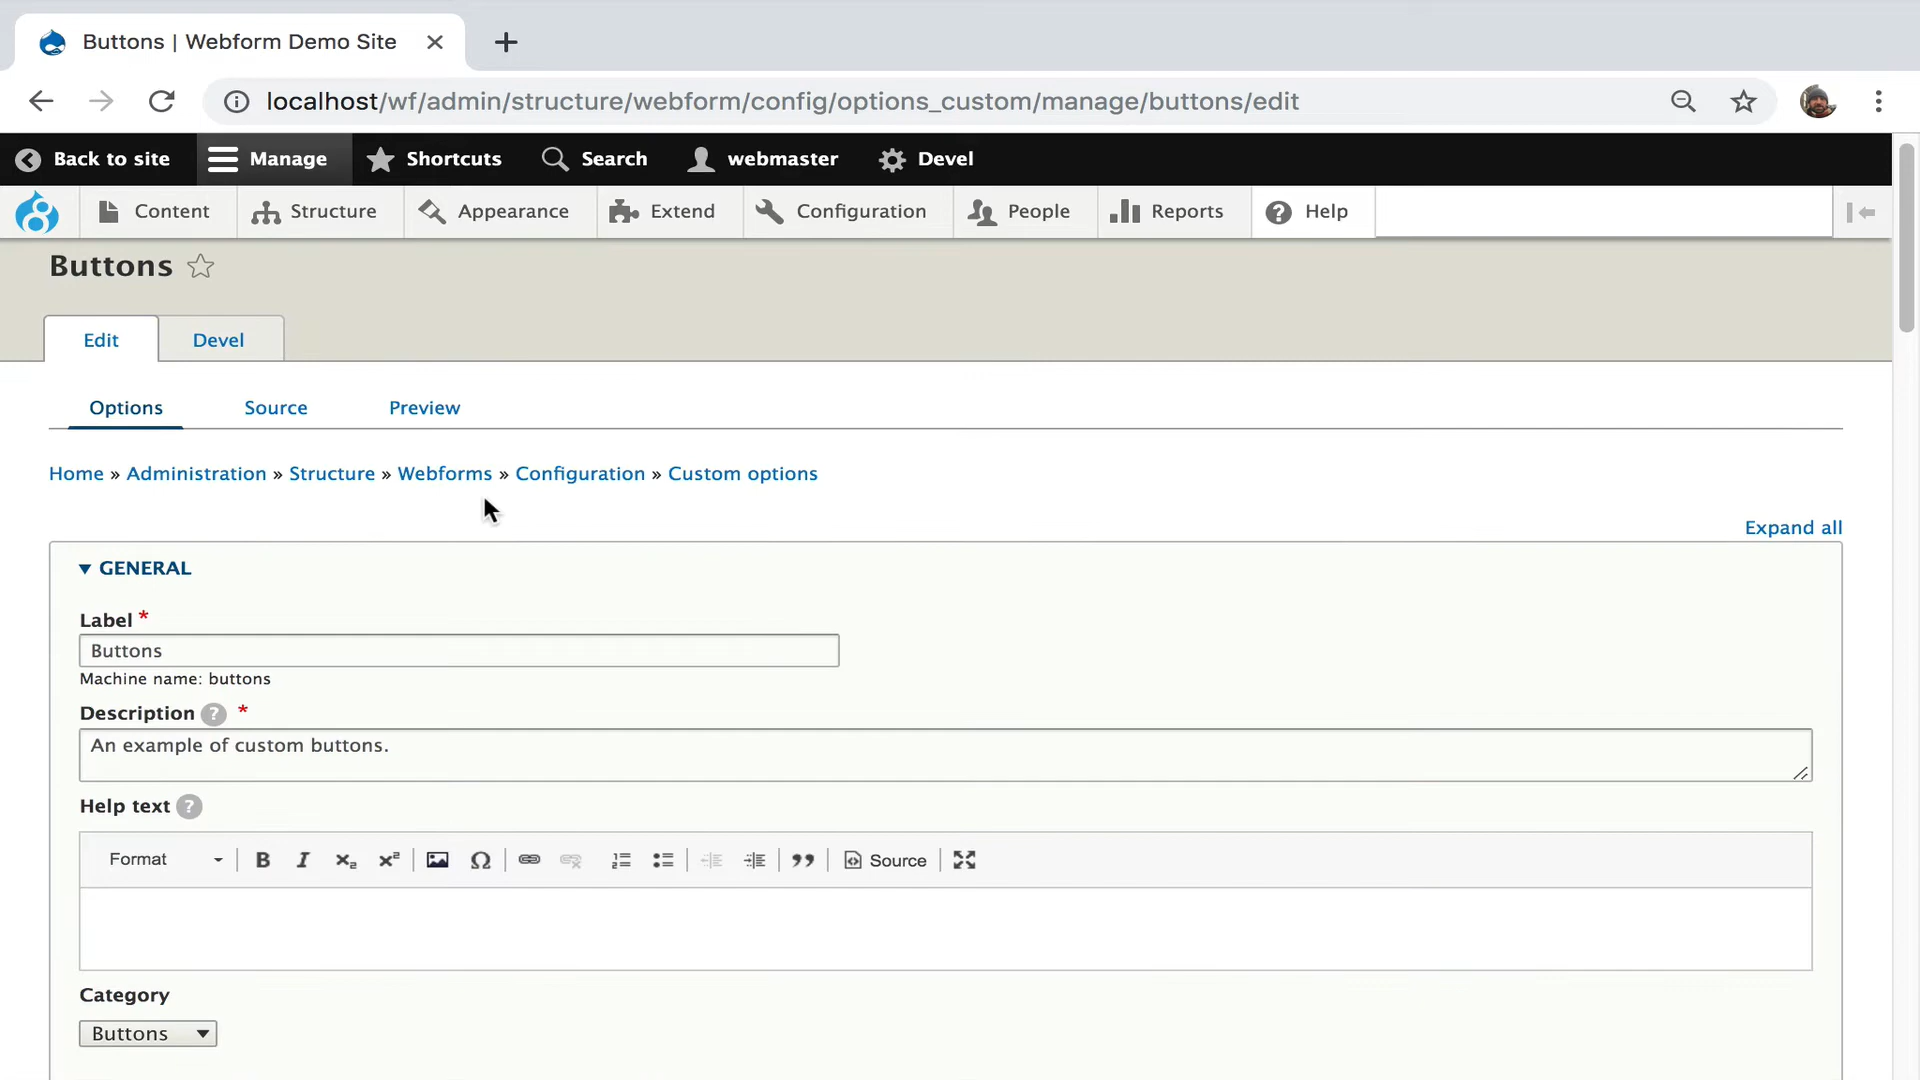 Buttons | Webform Demo Site
localhost/wf/admin/structure/webform/config/options_custom/manage/buttons/edit
Back to site Manage Shortcuts Search webmaster Devel
Content Structure Appearance Extend Configuration People Reports Help
Buttons
Edit Devel
Options Source Preview
Home » Administration » Structure » Webforms » Configuration » Custom options
Expand all
GENERAL
Label *
Buttons
Machine name: buttons
Description ? *
An example of custom buttons.
Help text ?
Format B I x₂ x² Ω Source
Category
Buttons